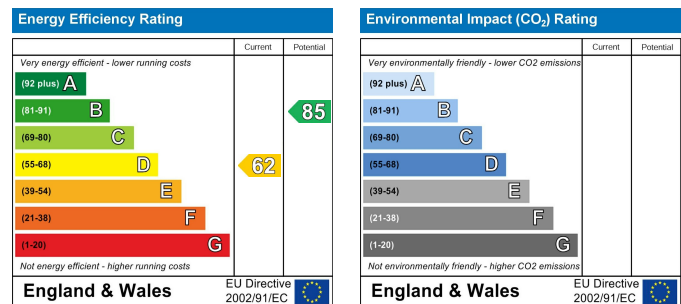 Energy Efficiency Rating
Current Potential
Very energy efficient - lower running costs
(92 plus) A
(81-91) B
85
(69-80) C
(55-68) D
62
(39-54) E
(21-38) F
(1-20) G
Not energy efficient - higher running costs
England & Wales
EU Directive
2002/91/EC
Environmental Impact (CO2) Rating
Current Potential
Very environmentally friendly - lower CO2 emissions
(92 plus) A
(81-91) B
(69-80) C
(55-68) D
(39-54) E
(21-38) F
(1-20) G
Not environmentally friendly - higher CO2 emissions
England & Wales
EU Directive
2002/91/EC